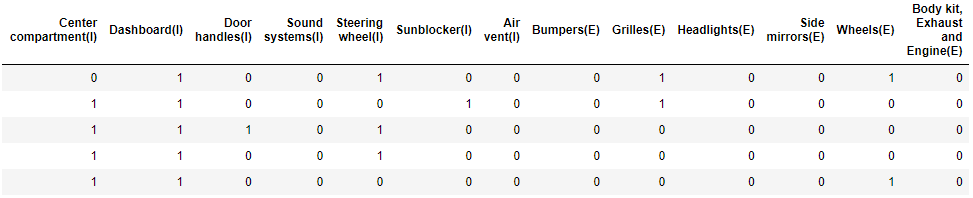 Center compartment(I) Dashboard(I) Door handles(I) Sound systems(I) Steering wheel(I) Sunblocker(I) Air vent(I) Bumpers(E) Grilles(E) Headlights(E) Side mirrors(E) Wheels(E) Body kit, Exhaust and Engine(E)
0 1 0 0 1 0 0 0 1 0 0 1 0
1 1 0 0 0 1 0 0 1 0 0 0 0
1 1 1 0 1 0 0 0 0 0 0 0 0
1 1 0 0 1 0 0 0 0 0 0 0 0
1 1 0 0 0 0 0 0 0 0 0 1 0